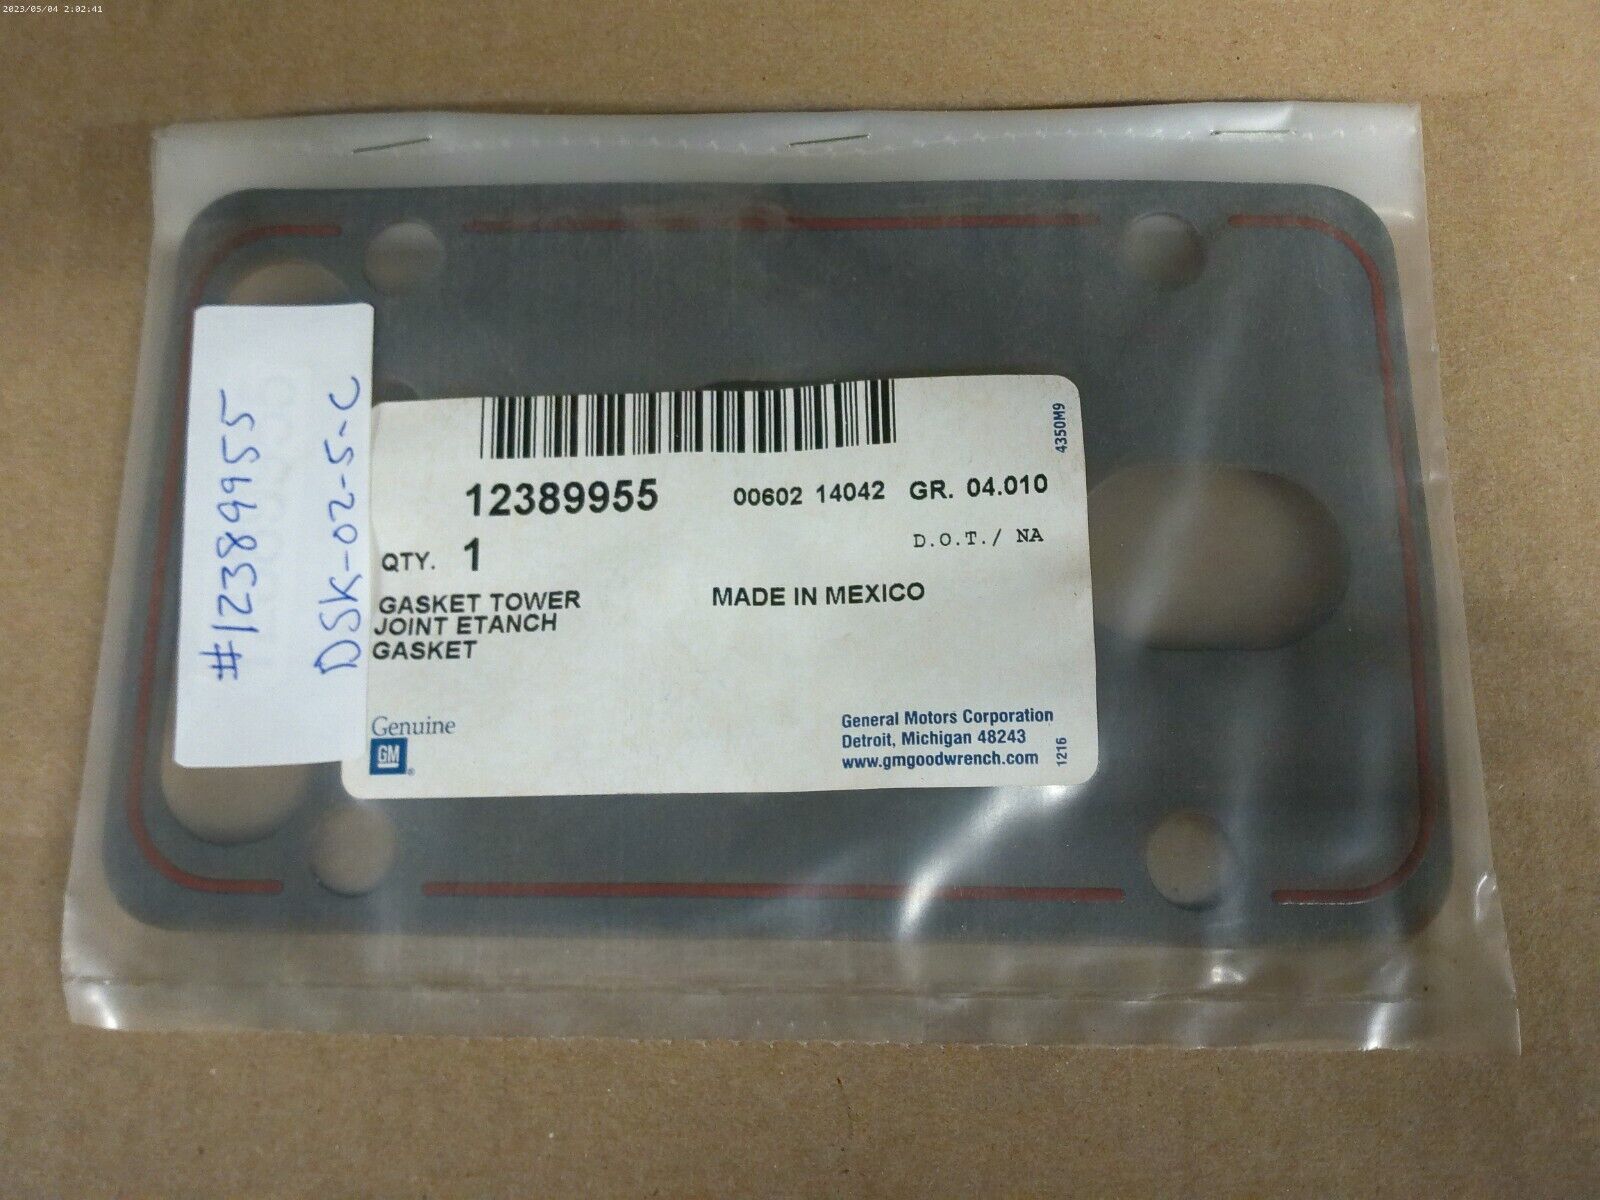 2023/05/04 2:02:41
#12389955
DSK-02-5-C
4350M9
12389955 00602 14042 GR. 04.010
D.O.T./ NA
QTY. 1
GASKET TOWER MADE IN MEXICO
JOINT ETANCH
GASKET
Genuine
GM
General Motors Corporation
Detroit, Michigan 48243
www.gmgoodwrench.com
1216